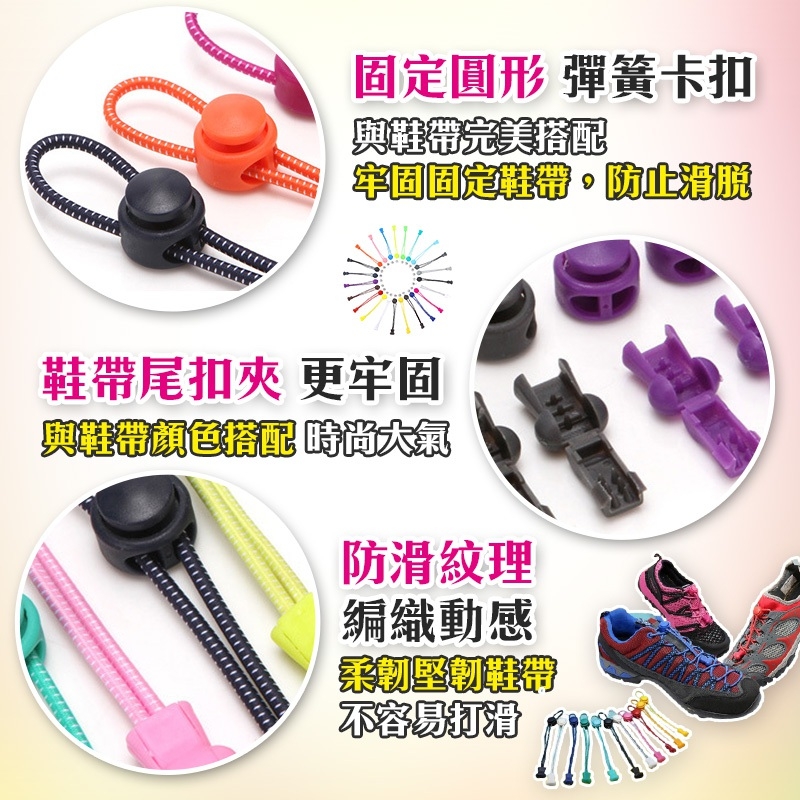 固定圓形 彈簧卡扣
與鞋帶完美搭配
牢固固定鞋帶，防止滑脫
鞋帶尾扣夾 更牢固
與鞋帶顏色搭配 時尚大氣
防滑紋理
編織動感
柔韌堅韌鞋帶
不容易打滑